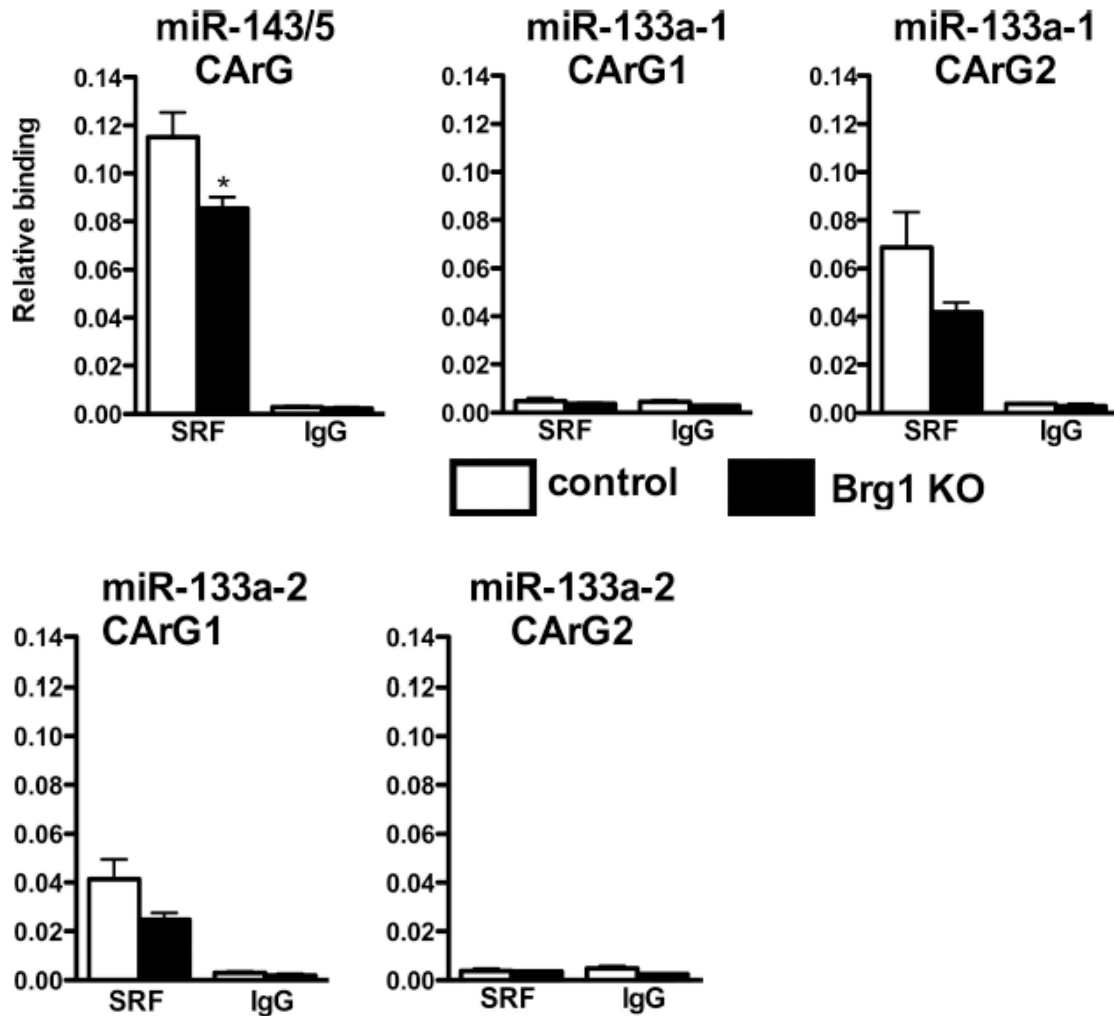 miR-143/5
CArG
miR-133a-1
CArG1
miR-133a-1
CArG2
Relative binding
0.14
0.12
0.10
0.08
0.06
0.04
0.02
0.00
*
SRF
IgG
0.14
0.12
0.10
0.08
0.06
0.04
0.02
0.00
SRF
IgG
0.14
0.12
0.10
0.08
0.06
0.04
0.02
0.00
SRF
IgG
control
Brg1 KO
miR-133a-2
CArG1
0.14
0.12
0.10
0.08
0.06
0.04
0.02
0.00
SRF
IgG
miR-133a-2
CArG2
0.14
0.12
0.10
0.08
0.06
0.04
0.02
0.00
SRF
IgG